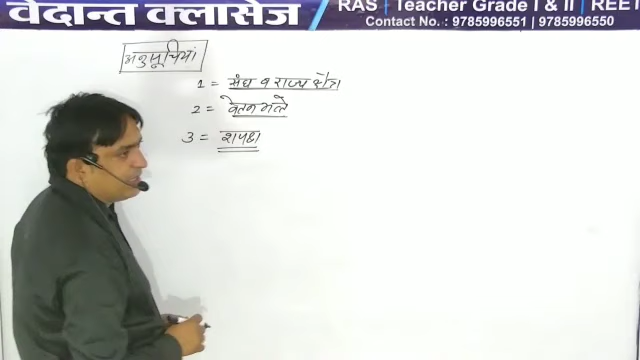 वेदान्त क्लासेज
RAS | Teacher Grade I & II | REET
Contact No. : 9785996551 | 9785996550
अनुसूचियां
1 = संघ व राज्य क्षेत्र
2 = वेतन भत्ते
3 = शपथ